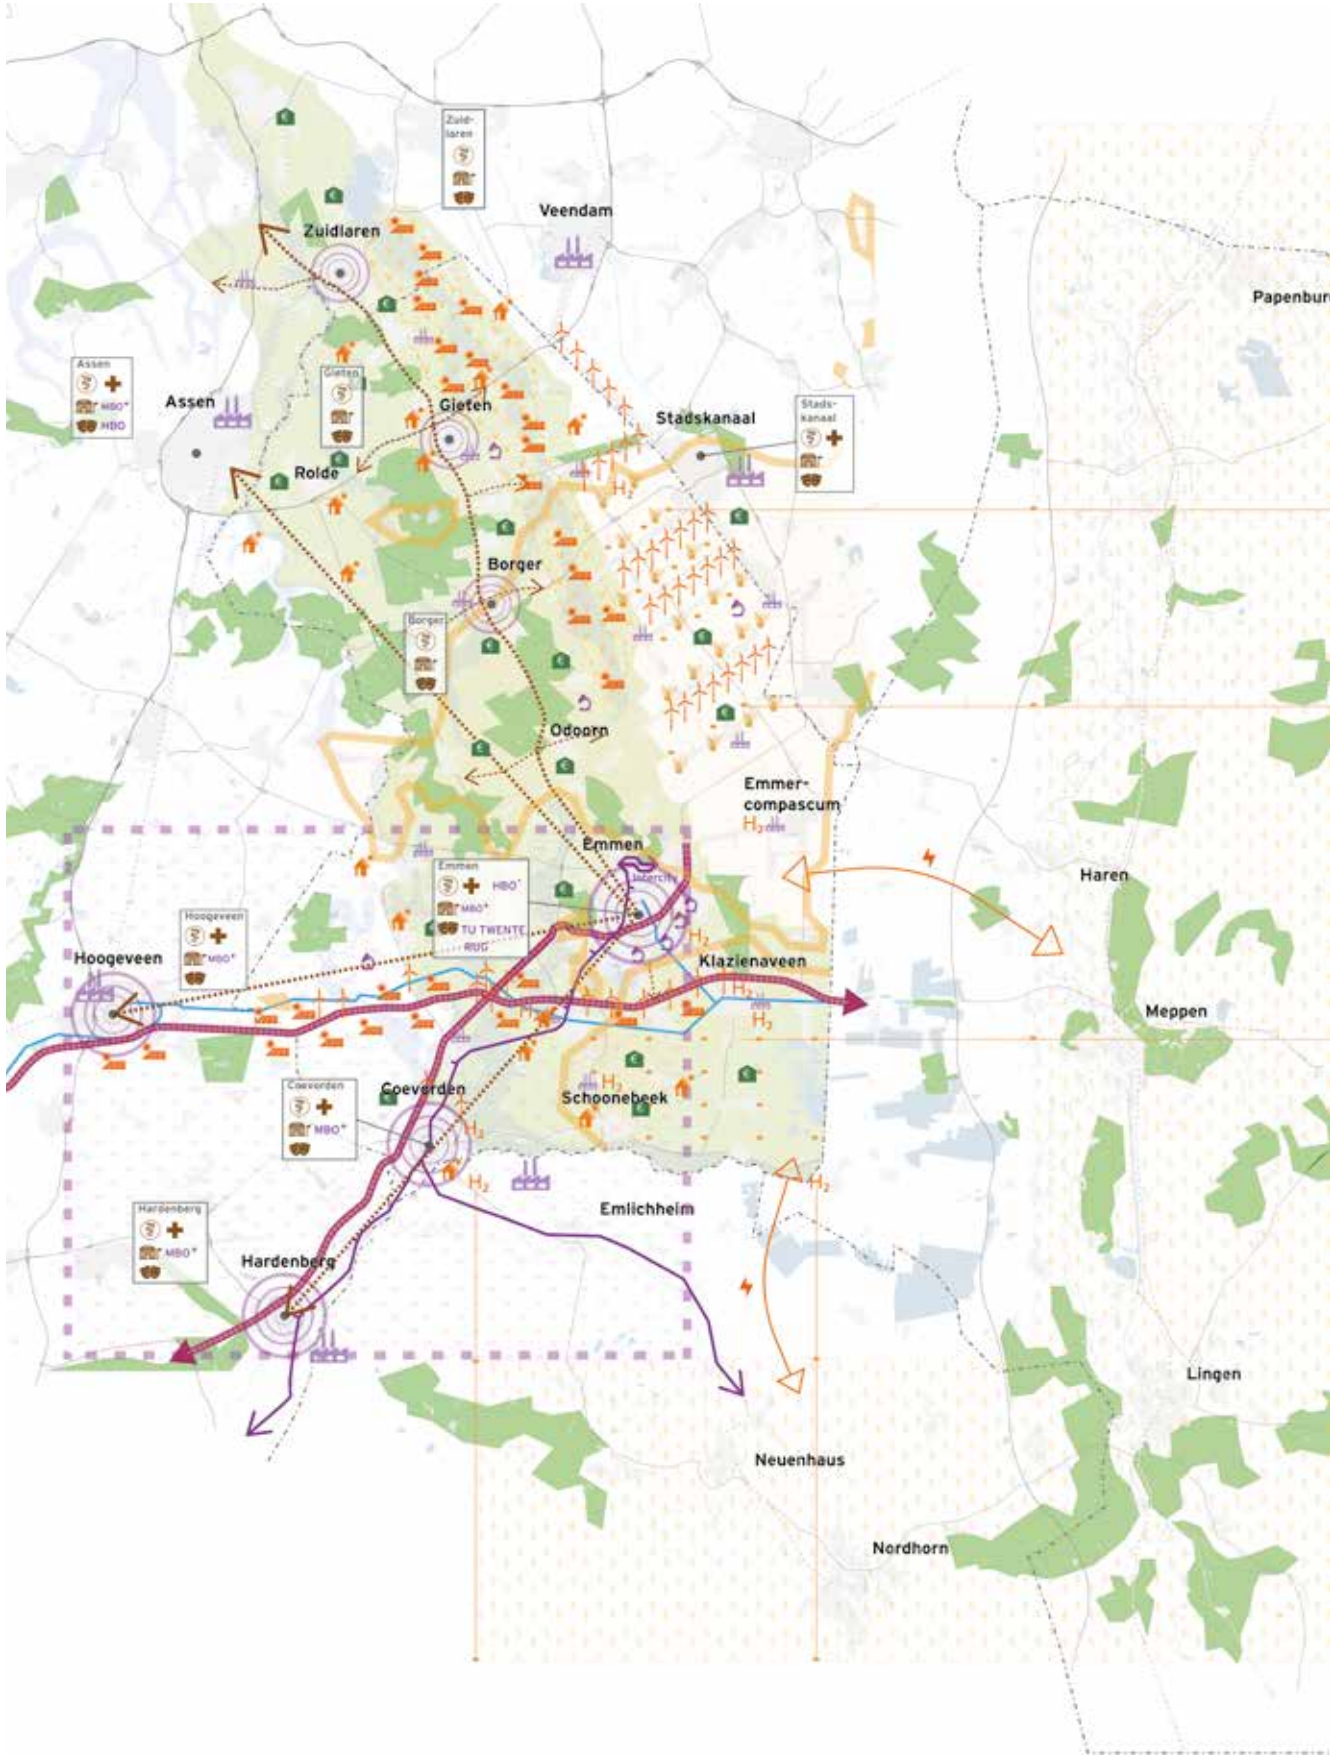 Zuid-
laren
Veendam
Zuidlaren
Papenbur
Assen
MBO+
HBO
Assen
Gieten
Gieten
Stadskanaal
Stads-
kanaal
Rolde
H2
Borger
Borger
Odoorn
Emmer-
compascum
H2
Emmen
Intercity
Emmen
HBO+
MBO+
TU TWENTE
RUG
Haren
Hoogeveen
MBO+
H2
Hoogeveen
Klazienaveen
H2
Meppen
H2
H2
Coevorden
MBO+
Coevorden
H2
Schoonebeek
H2
H2
H2
Hardenberg
MBO+
Emlichheim
Hardenberg
Lingen
Neuenhaus
Nordhorn